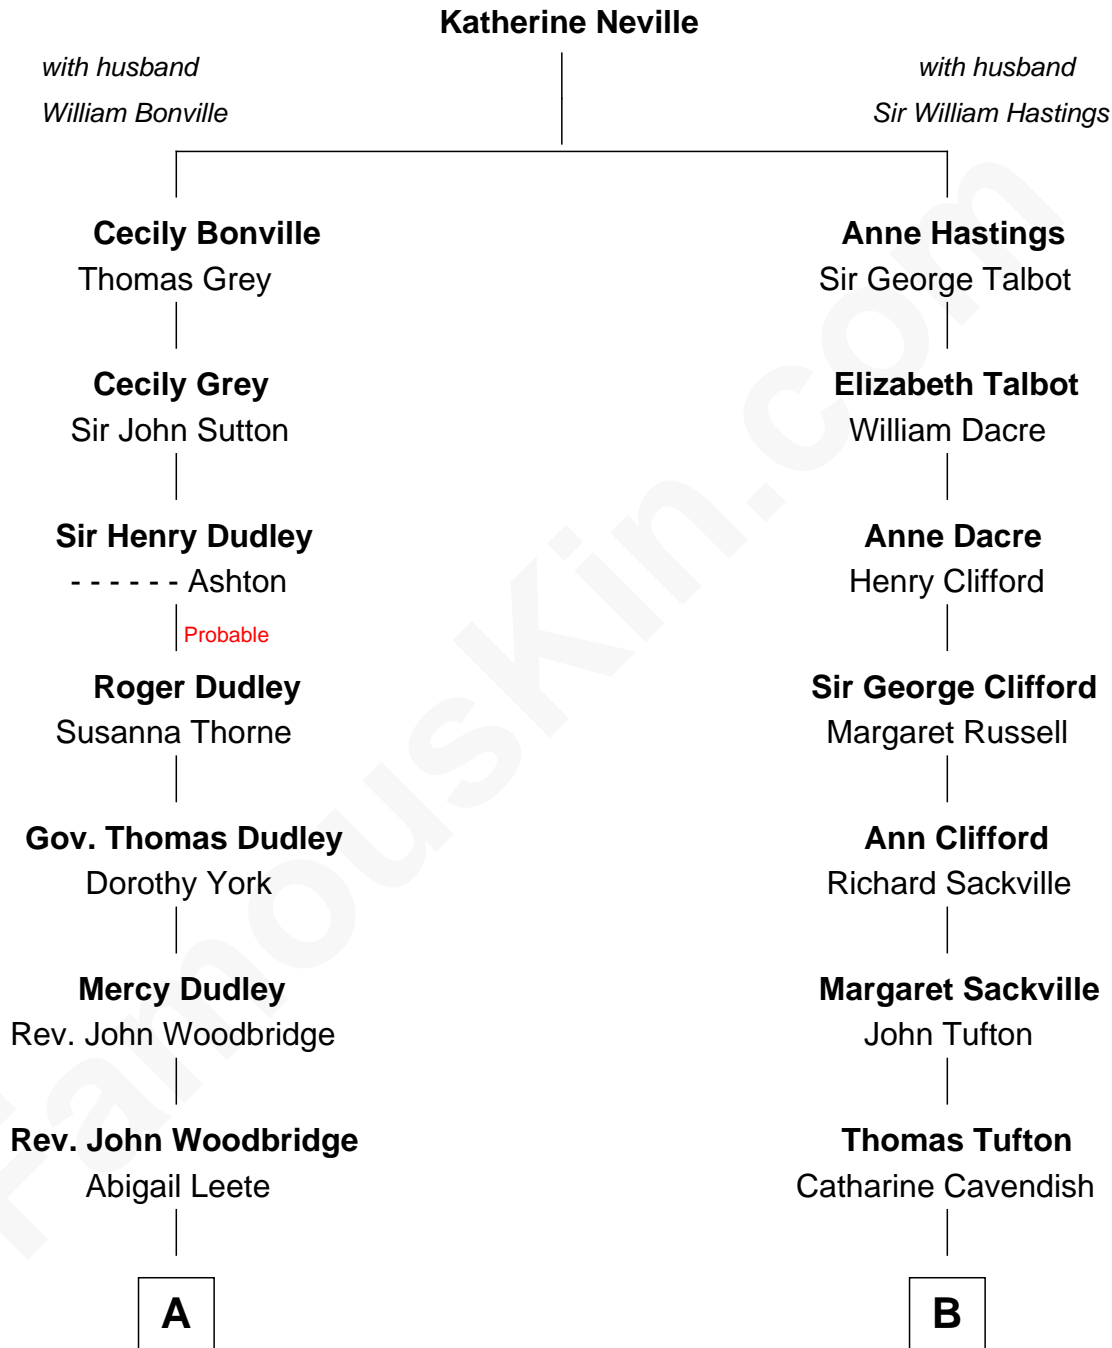 Katherine Neville
with husband
William Bonville
with husband
Sir William Hastings
Cecily Bonville
Thomas Grey
Anne Hastings
Sir George Talbot
Cecily Grey
Sir John Sutton
Elizabeth Talbot
William Dacre
Sir Henry Dudley
- - - - - - Ashton
Anne Dacre
Henry Clifford
Probable
Roger Dudley
Susanna Thorne
Sir George Clifford
Margaret Russell
Gov. Thomas Dudley
Dorothy York
Ann Clifford
Richard Sackville
Mercy Dudley
Rev. John Woodbridge
Margaret Sackville
John Tufton
Rev. John Woodbridge
Abigail Leete
Thomas Tufton
Catharine Cavendish
A
B
FamousKin.com